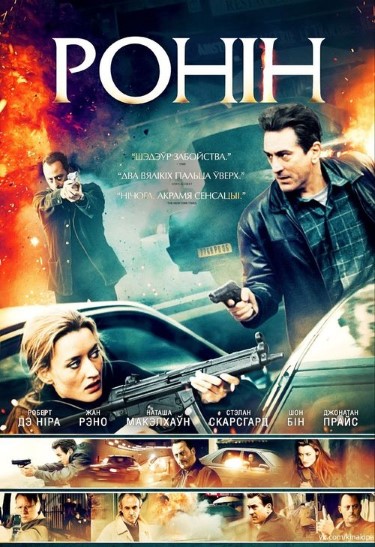 РОНІН
"ШЭДЭЎР ЗАБОЙСТВА."
"ДВА ВЯЛІКІХ ПАЛЬЦА ЎВЕРХ."
"НІЧОГА, АКРАМЯ СЕНСАЦЫІ."
РОБЕРТ ЖАН НАТАША СТЭЛАН ШОН ДЖОНАТАН
ДЭ НІРА РЭНО МАКЭЛХАЎН СКАРСГАРД БІН ПРАЙС